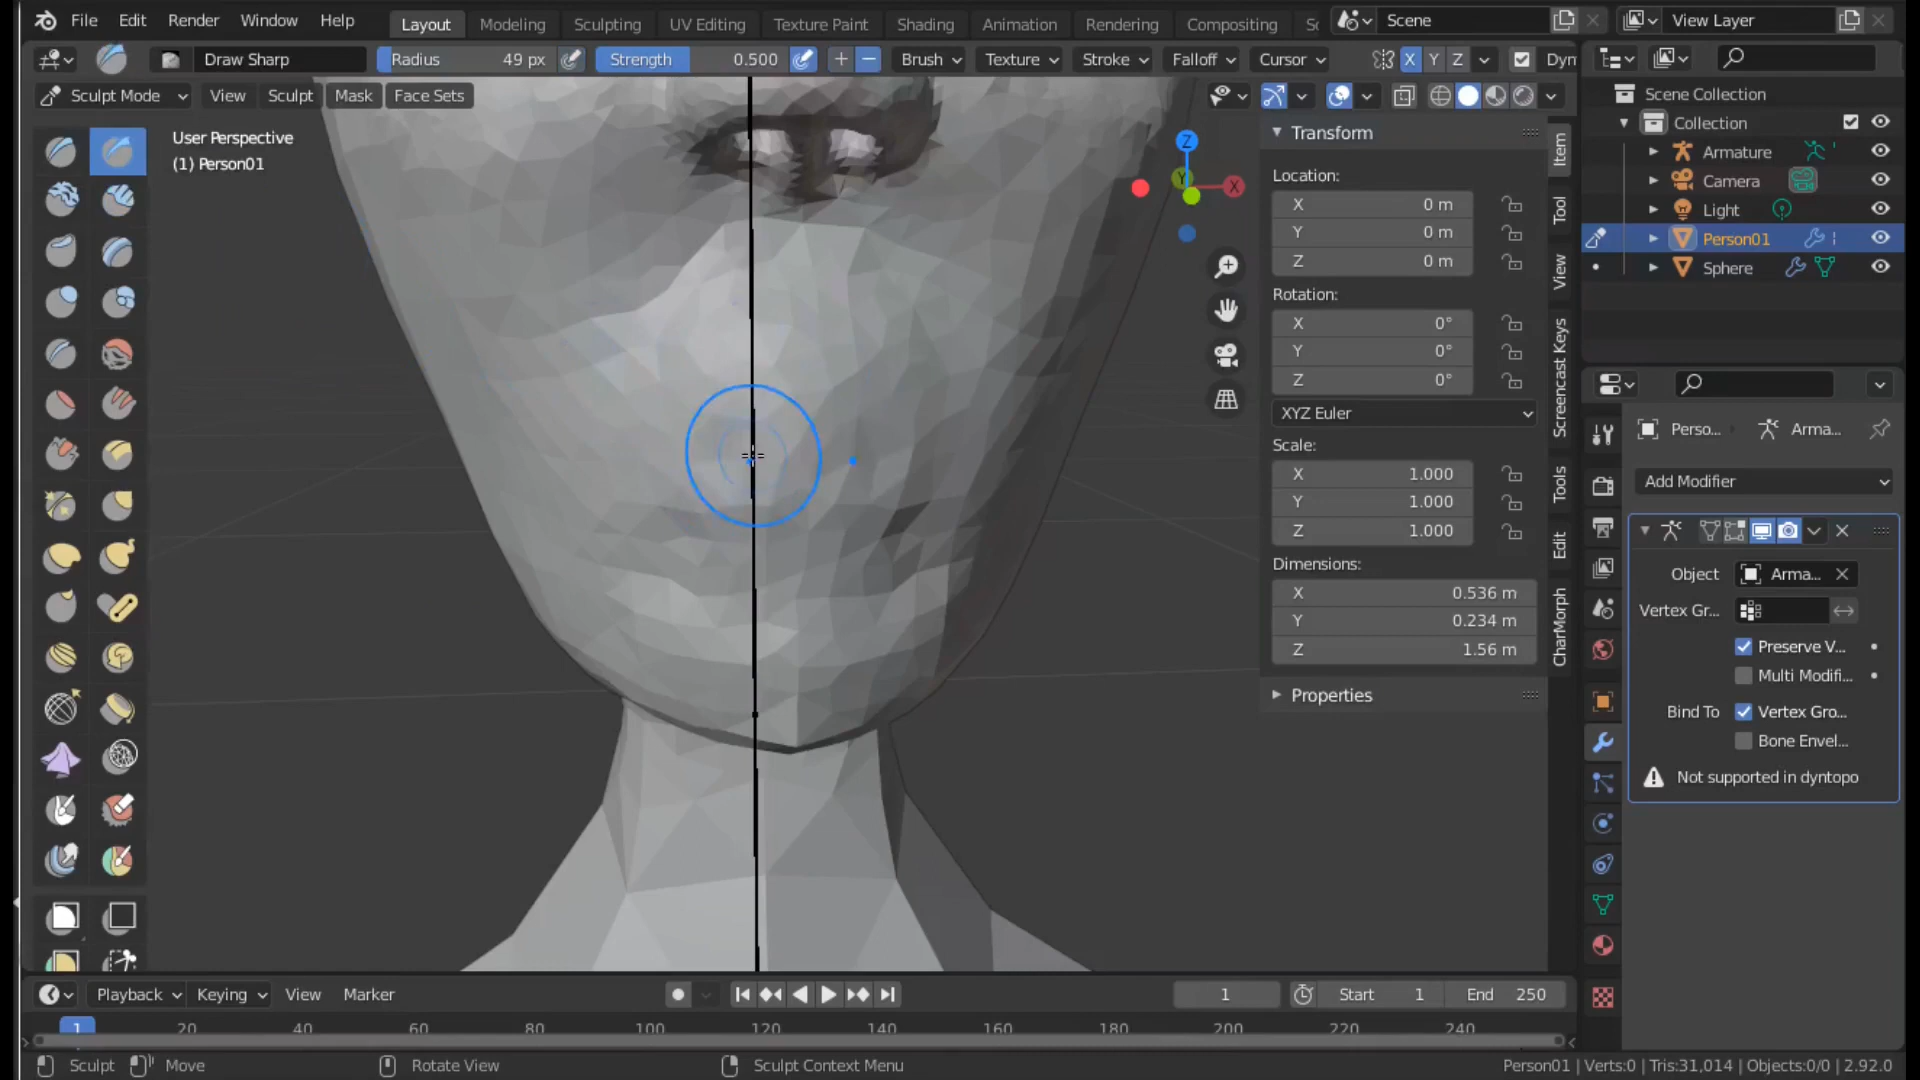 File Edit Render Window Help Layout Modeling Sculpting UV Editing Texture Paint Shading Animation Rendering Compositing Sc Scene View Layer
Draw Sharp Radius 49 px Strength 0.500 Brush Texture Stroke Falloff Cursor X Y Z Dyn
Sculpt Mode View Sculpt Mask Face Sets
User Perspective
(1) Person01
Z
Y
X
Transform
Location:
X 0 m
Y 0 m
Z 0 m
Rotation:
X 0°
Y 0°
Z 0°
XYZ Euler
Scale:
X 1.000
Y 1.000
Z 1.000
Dimensions:
X 0.536 m
Y 0.234 m
Z 1.56 m
Properties
Item
Tool
View
Screencast Keys
Tools
Edit
CharMorph
Scene Collection
Collection
Armature
Camera
Light
Person01
Sphere
Perso... Arma...
Add Modifier
Object Arma...
Vertex Gr...
Preserve V...
Multi Modifi...
Bind To Vertex Gro...
Bone Envel...
Not supported in dyntopo
Playback Keying View Marker 1 Start 1 End 250
1 20 40 60 80 100 120 140 160 180 200 220 240
Sculpt Move Rotate View Sculpt Context Menu Person01 | Verts:0 | Tris:31,014 | Objects:0/0 | 2.92.0